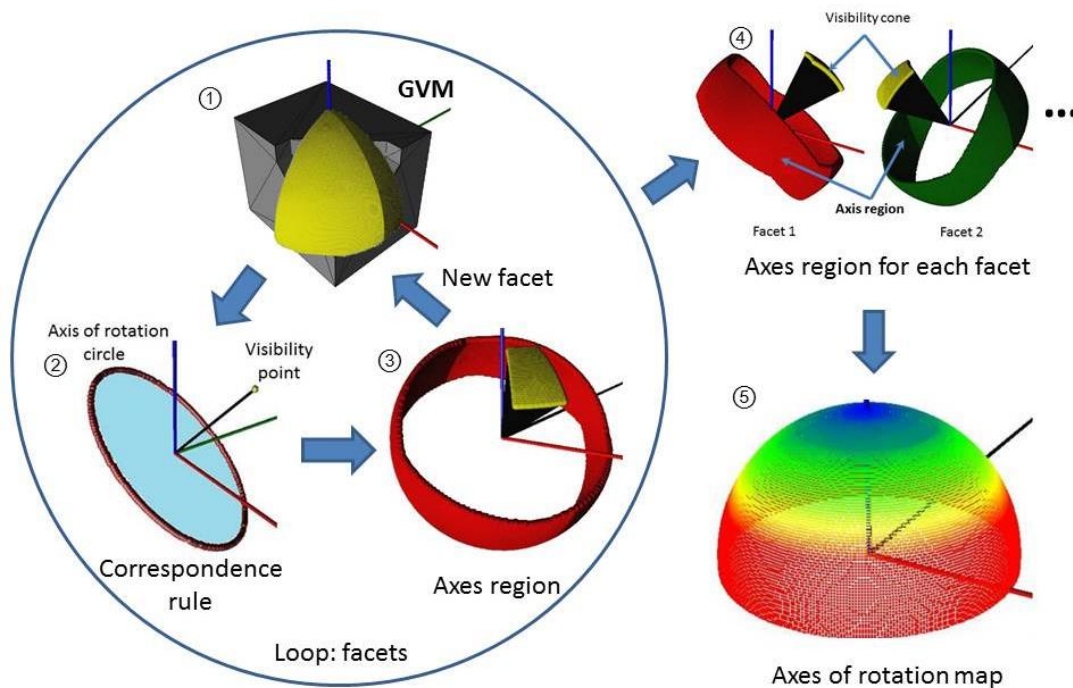 ①
GVM
New facet
②
Axis of rotation
circle
Visibility
point
Correspondence
rule
③
Axes region
Loop: facets
④
Visibility cone
Axis region
Facet 1
Facet 2
...
Axes region for each facet
⑤
Axes of rotation map